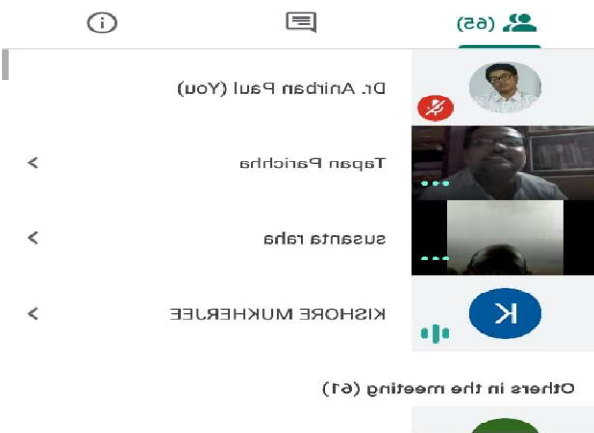 (65)
Dr. Anirban Paul (You)
Tapan Parichha
susanta raha
K
KISHORE MUKHERJEE
Others in the meeting (61)